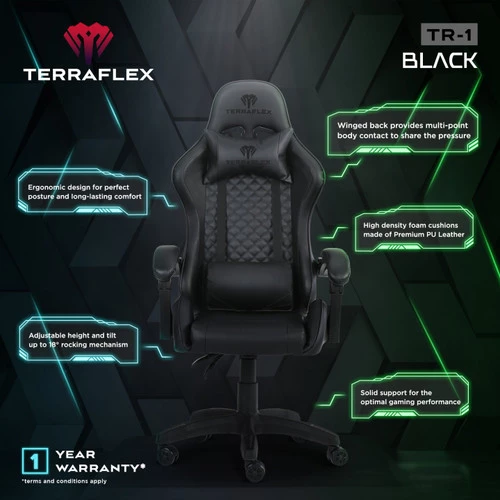 TERRAFLEX
TR-1
BLACK
TERRAFLEX
TERRAFLEX
Winged back provides multi-point
body contact to share the pressure
Ergonomic design for perfect
posture and long-lasting comfort
High density foam cushions
made of Premium PU Leather
Adjustable height and tilt
up to 18° rocking mechanism
Solid support for the
optimal gaming performance
1 YEAR
WARRANTY*
*terms and conditions apply